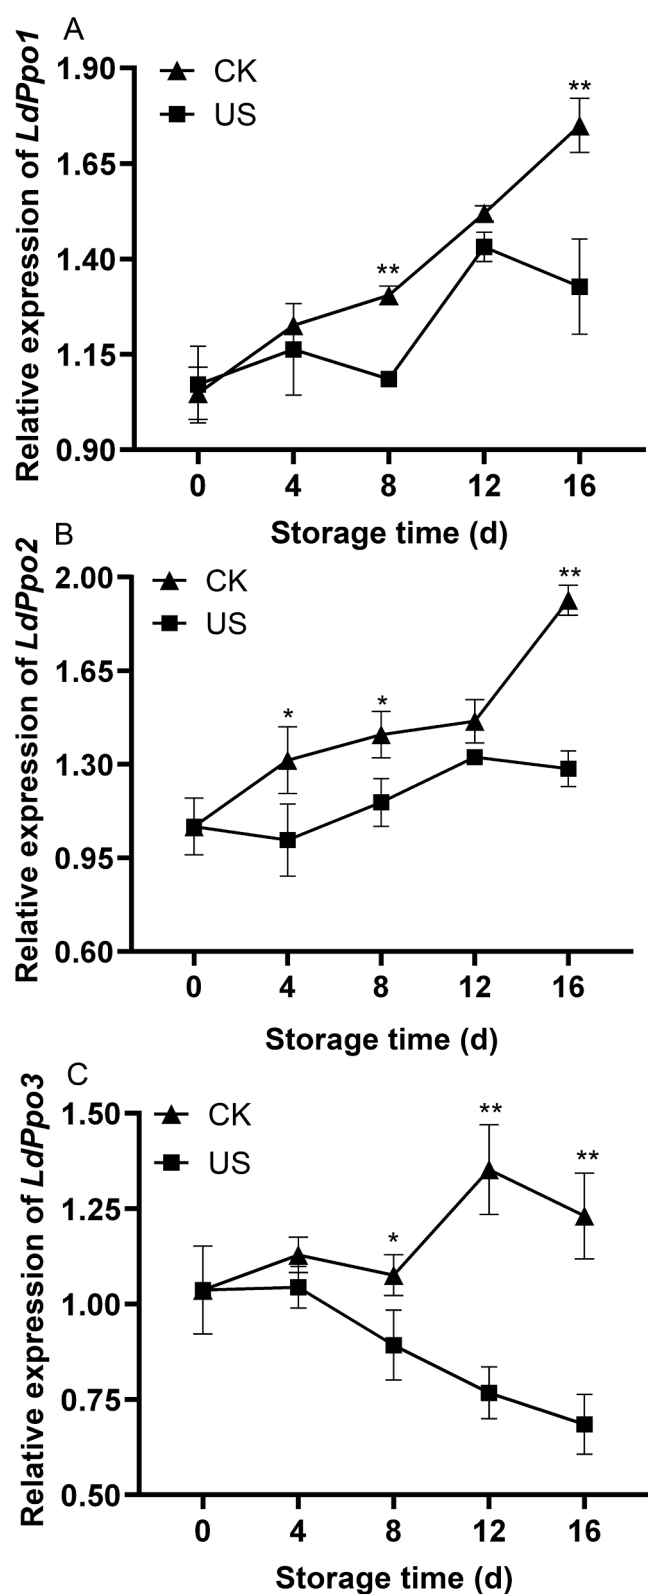 A
Relative expression of LdPpo1
CK
US
1.90
1.65
1.40
1.15
0.90
**
**
0 4 8 12 16
Storage time (d)
B
Relative expression of LdPpo2
CK
US
2.00
1.65
1.30
0.95
0.60
*
*
**
0 4 8 12 16
Storage time (d)
C
Relative expression of LdPpo3
CK
US
1.50
1.25
1.00
0.75
0.50
*
**
**
0 4 8 12 16
Storage time (d)